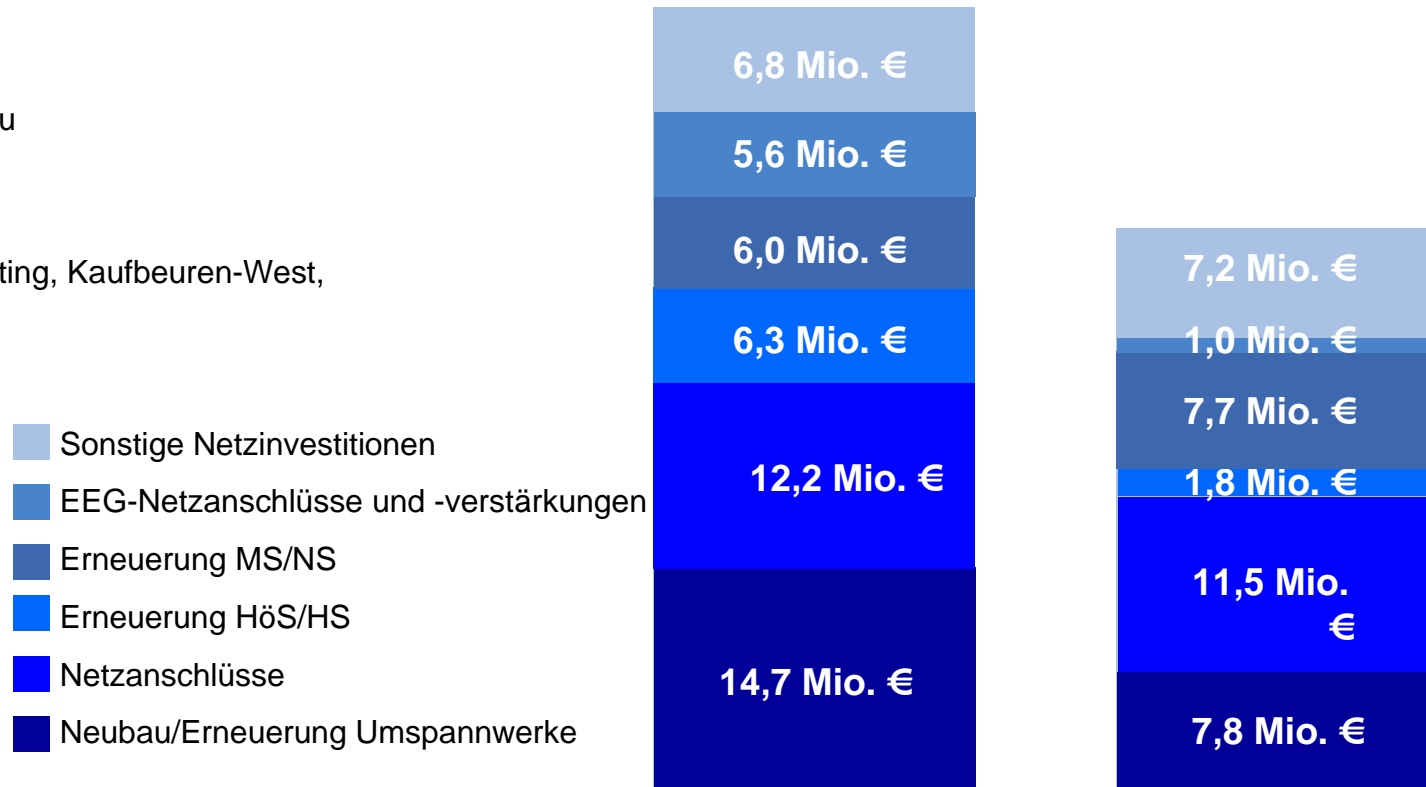 u
ting, Kaufbeuren-West,
Sonstige Netzinvestitionen
EEG-Netzanschlüsse und -verstärkungen
Erneuerung MS/NS
Erneuerung HöS/HS
Netzanschlüsse
Neubau/Erneuerung Umspannwerke
6,8 Mio. €
5,6 Mio. €
6,0 Mio. €
6,3 Mio. €
12,2 Mio. €
14,7 Mio. €
7,2 Mio. €
1,0 Mio. €
7,7 Mio. €
1,8 Mio. €
11,5 Mio.
€
7,8 Mio. €